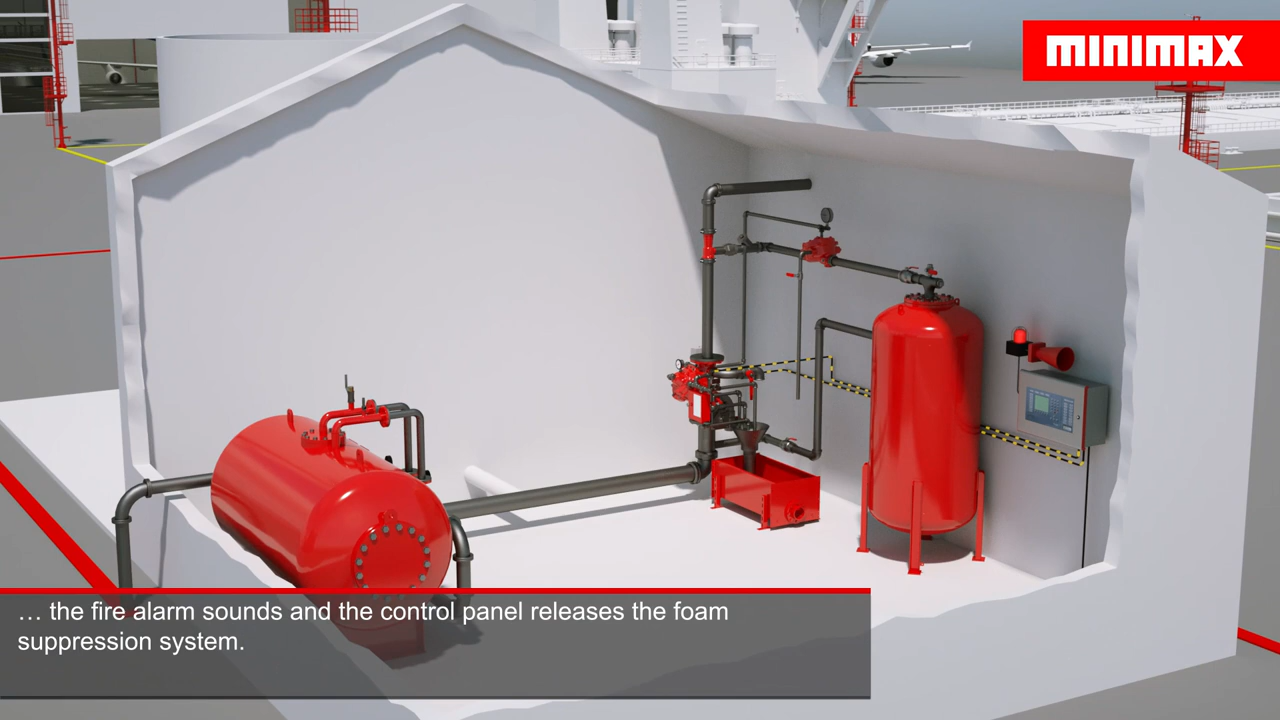 MINIMAX
… the fire alarm sounds and the control panel releases the foam
suppression system.